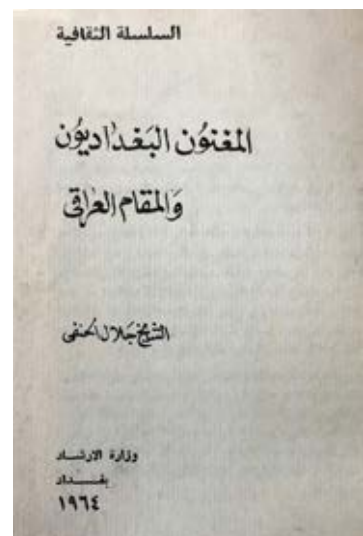 السلسلة الثقافية
المغنون البغداديون
والمقام العراقي
الشيخ جلال الحنفي
وزارة الارشاد
بغداد
١٩٦٤